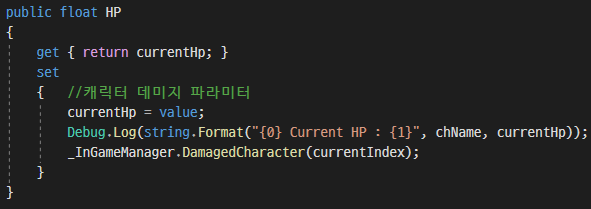 public float HP
{
get { return currentHp; }
set
{ //캐릭터 데미지 파라미터
currentHp = value;
Debug.Log(string.Format("{0} Current HP : {1}", chName, currentHp));
_InGameManager.DamagedCharacter(currentIndex);
}
}